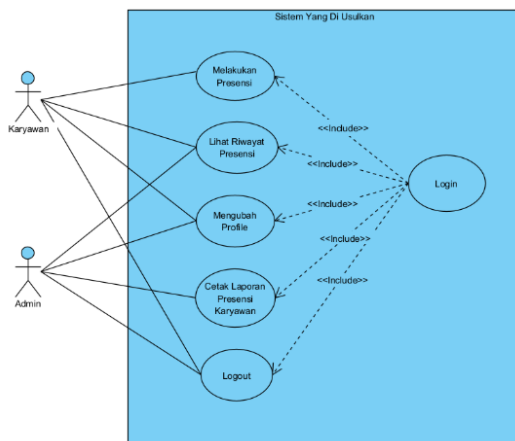 Sistem Yang Di Usulkan
Melakukan
Presensi
Karyawan
<<Include>>
Lihat Riwayat
Presensi
<<Include>>
Login
Mengubah
Profile
<<Include>>
<<Include>>
Cetak Laporan
Presensi
Karyawan
<<Include>>
Admin
Logout